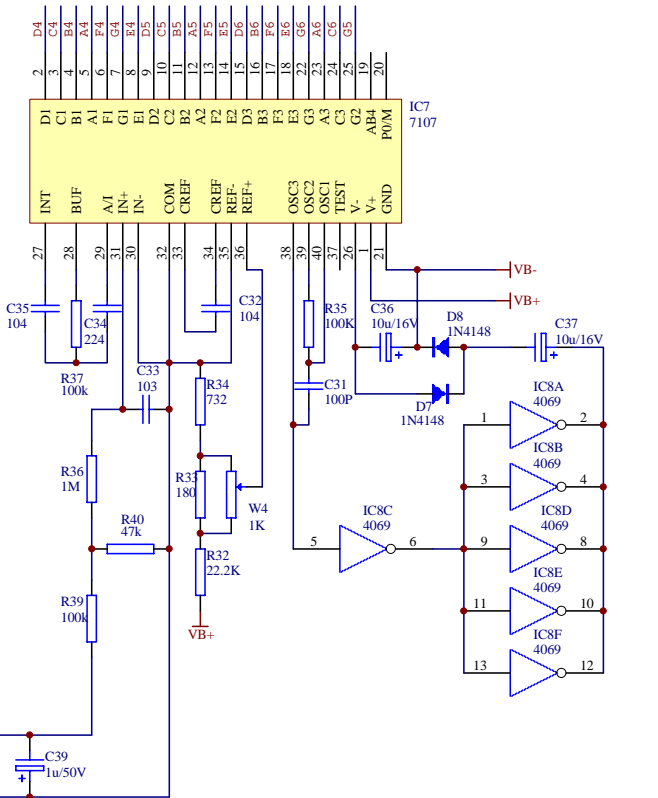 D4 C4 B4 A4 F4 G4 E4 D5 C5 B5 A5 F5 E5 D6 B6 F6 E6 G6 A6 C6 G5
2 3 4 5 6 7 8 9 10 11 12 13 14 15 16 17 18 22 23 24 25 19 20
IC7
7107
D1 C1 B1 A1 F1 G1 E1 D2 C2 B2 A2 F2 E2 D3 B3 F3 E3 G3 A3 C3 G2 AB4 P0/M
INT BUF A/I IN+ IN- COM CREF CREF REF- REF+ OSC3 OSC2 OSC1 TEST V- V+ GND
27 28 29 31 30 32 33 34 35 36 38 39 40 37 26 1 21
VB-
VB+
C35
104
C34
224
C32
104
R35
100K
C36
10u/16V
D8
1N4148
C37
10u/16V
R37
100k
C33
103
R34
732
C31
100P
D7
1N4148
IC8A
4069
1 2
IC8B
4069
3 4
R36
1M
R33
180
W4
1K
IC8C
4069
5 6
IC8D
4069
9 8
R40
47k
R32
22.2K
IC8E
4069
11 10
R39
100k
VB+
IC8F
4069
13 12
C39
1u/50V